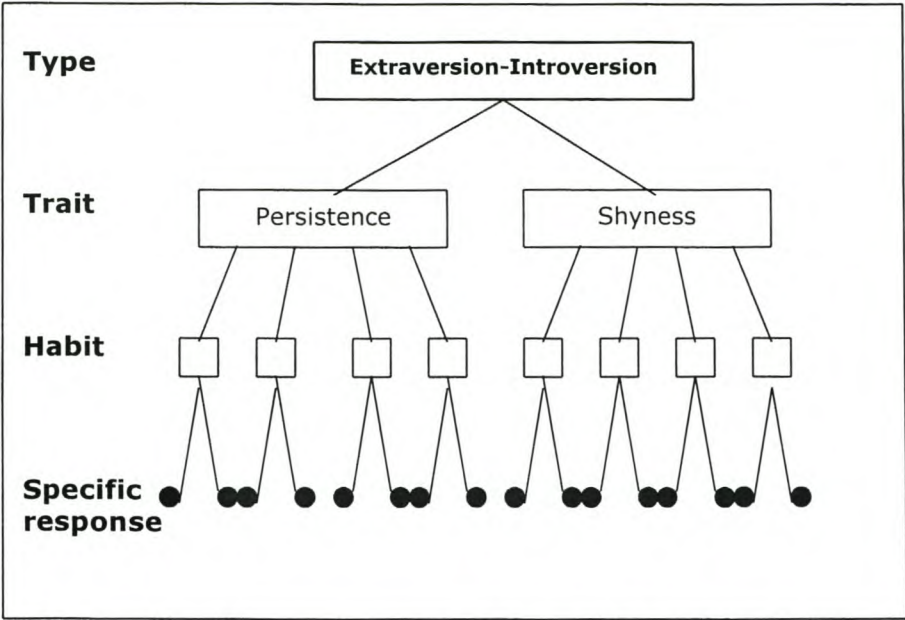 Type
Extraversion-Introversion
Trait
Persistence
Shyness
Habit
Specific
response